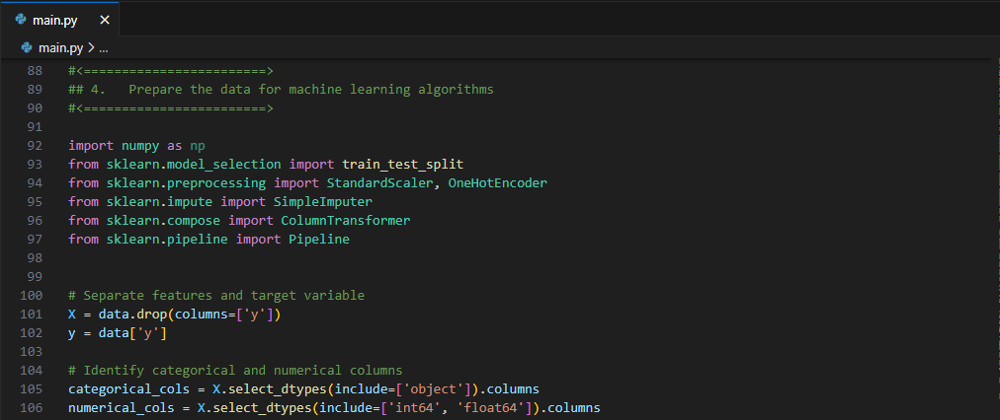 main.py ×
main.py > ...
88 #<========================>
89 ## 4.   Prepare the data for machine learning algorithms
90 #<========================>
91
92 import numpy as np
93 from sklearn.model_selection import train_test_split
94 from sklearn.preprocessing import StandardScaler, OneHotEncoder
95 from sklearn.impute import SimpleImputer
96 from sklearn.compose import ColumnTransformer
97 from sklearn.pipeline import Pipeline
98
99
100 # Separate features and target variable
101 X = data.drop(columns=['y'])
102 y = data['y']
103
104 # Identify categorical and numerical columns
105 categorical_cols = X.select_dtypes(include=['object']).columns
106 numerical_cols = X.select_dtypes(include=['int64', 'float64']).columns